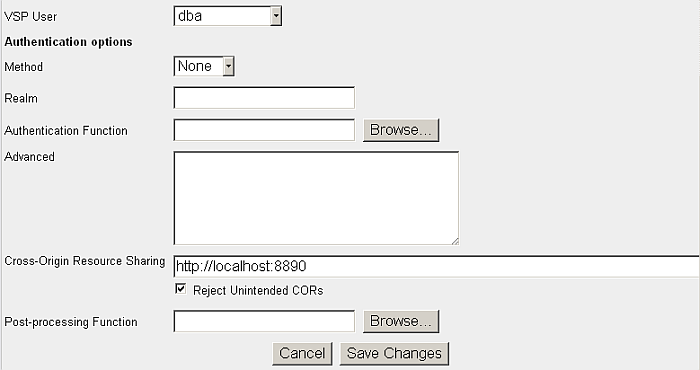 VSP User dba
Authentication options
Method None
Realm
Authentication Function Browse...
Advanced
Cross-Origin Resource Sharing http://localhost:8890
Reject Unintended CORs
Post-processing Function Browse...
Cancel Save Changes